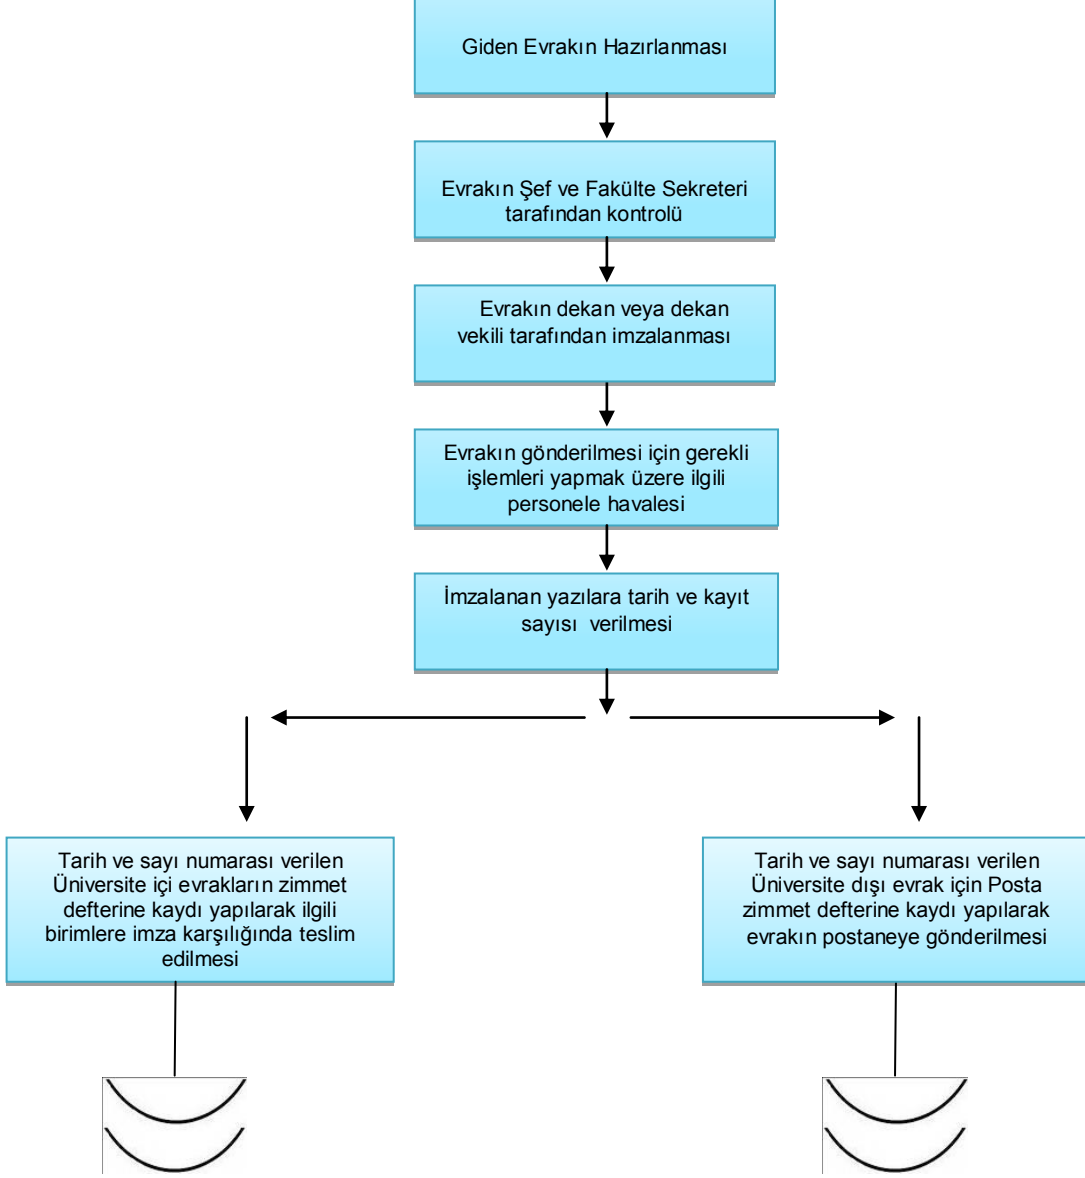 Giden Evrakın Hazırlanması
Evrakın Şef ve Fakülte Sekreteri
tarafından kontrolü
Evrakın dekan veya dekan
vekili tarafından imzalanması
Evrakın gönderilmesi için gerekli
işlemleri yapmak üzere ilgili
personele havalesi
İmzalanan yazılara tarih ve kayıt
sayısı verilmesi
Tarih ve sayı numarası verilen
Üniversite içi evrakların zimmet
defterine kaydı yapılarak ilgili
birimlere imza karşılığında teslim
edilmesi
Tarih ve sayı numarası verilen
Üniversite dışı evrak için Posta
zimmet defterine kaydı yapılarak
evrakın postaneye gönderilmesi